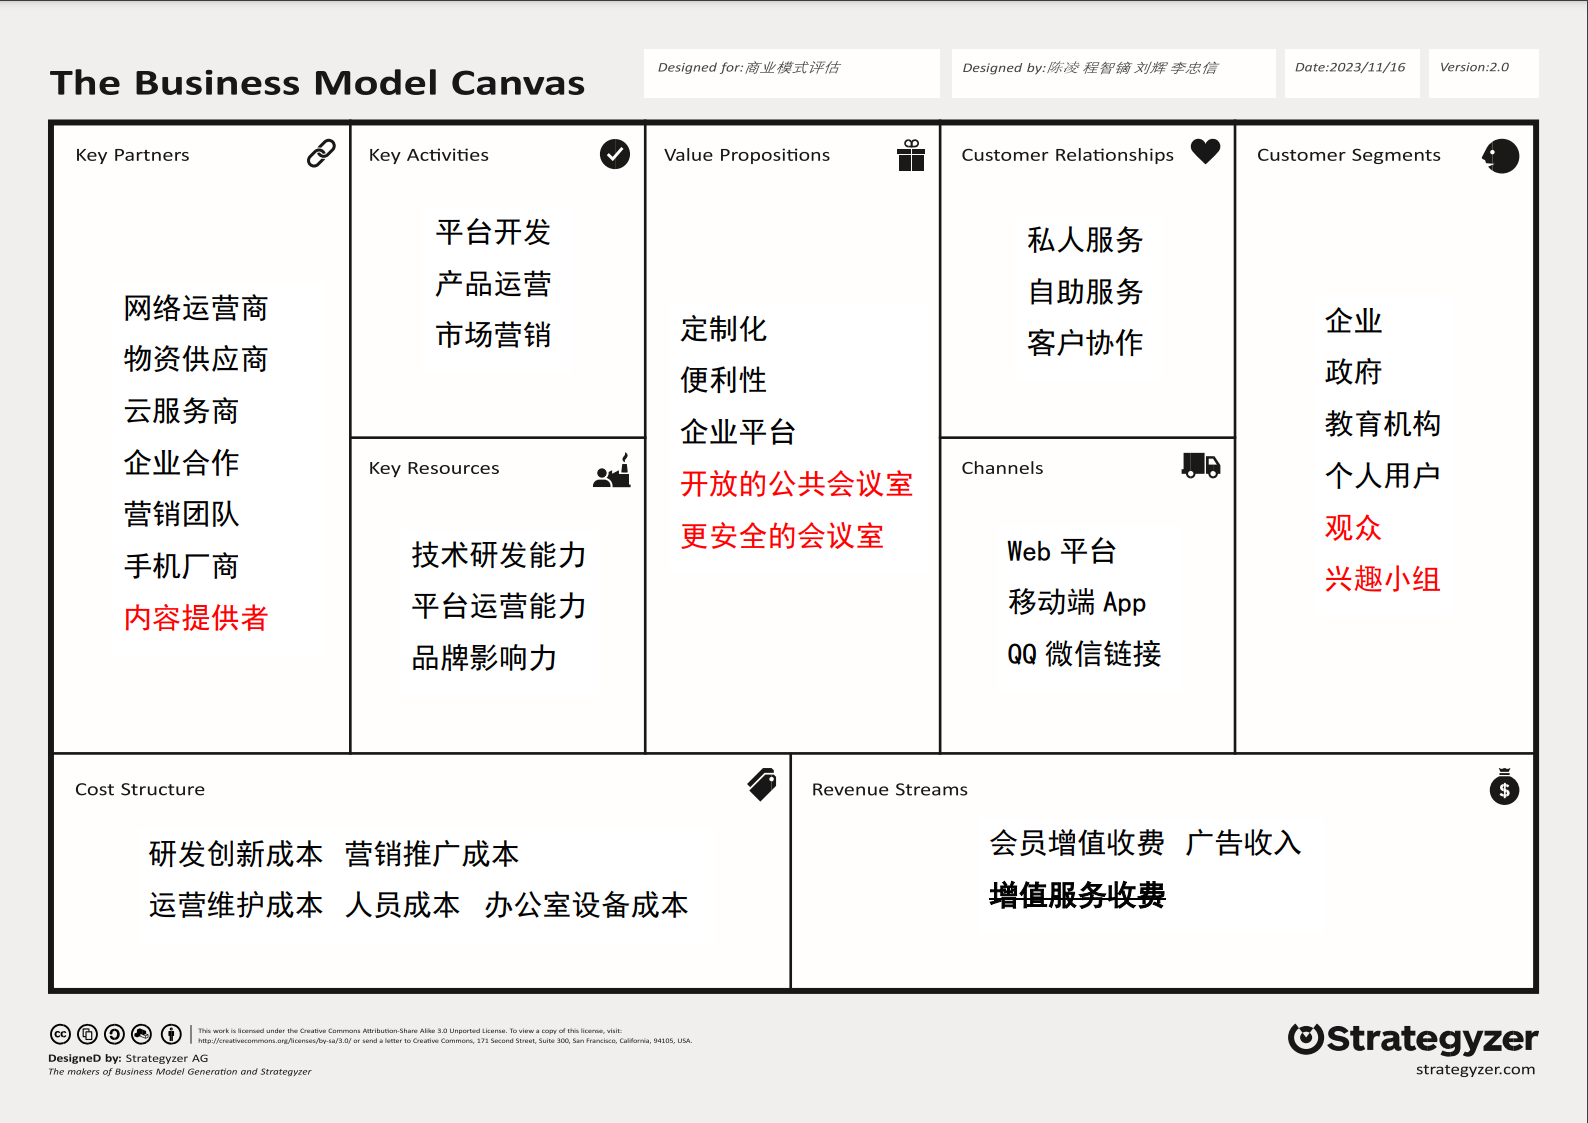 The Business Model Canvas
Designed for:商业模式评估
Designed by:陈凌 程智镝 刘辉 李忠信
Date:2023/11/16
Version:2.0
Key Partners
网络运营商
物资供应商
云服务商
企业合作
营销团队
手机厂商
内容提供者
Key Activities
平台开发
产品运营
市场营销
Key Resources
技术研发能力
平台运营能力
品牌影响力
Value Propositions
定制化
便利性
企业平台
开放的公共会议室
更安全的会议室
Customer Relationships
私人服务
自助服务
客户协作
Channels
Web 平台
移动端 App
QQ 微信链接
Customer Segments
企业
政府
教育机构
个人用户
观众
兴趣小组
Cost Structure
研发创新成本 营销推广成本
运营维护成本 人员成本 办公室设备成本
Revenue Streams
会员增值收费 广告收入
增值服务收费
$
cc
This work is licensed under the Creative Commons Attribution-Share Alike 3.0 Unported License. To view a copy of this license, visit:
http://creativecommons.org/licenses/by-sa/3.0/ or send a letter to Creative Commons, 171 Second Street, Suite 300, San Francisco, California, 94105, USA.
DesigneD by: Strategyzer AG
The makers of Business Model Generation and Strategyzer
Strategyzer
strategyzer.com